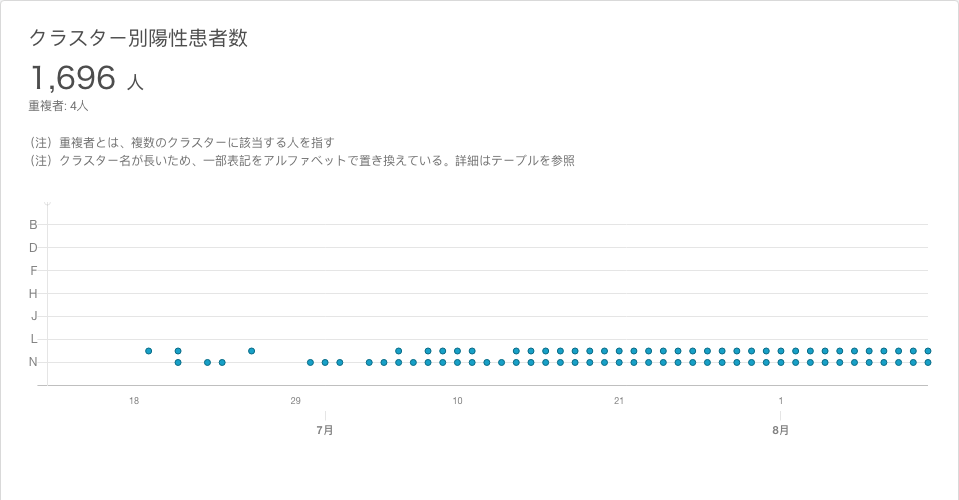 クラスター別陽性患者数
1,696 人
重複者: 4人
（注）重複者とは、複数のクラスターに該当する人を指す
（注）クラスター名が長いため、一部表記をアルファベットで置き換えている。詳細はテーブルを参照
B
D
F
H
J
L
N
18 29 10 21 1
7月 8月